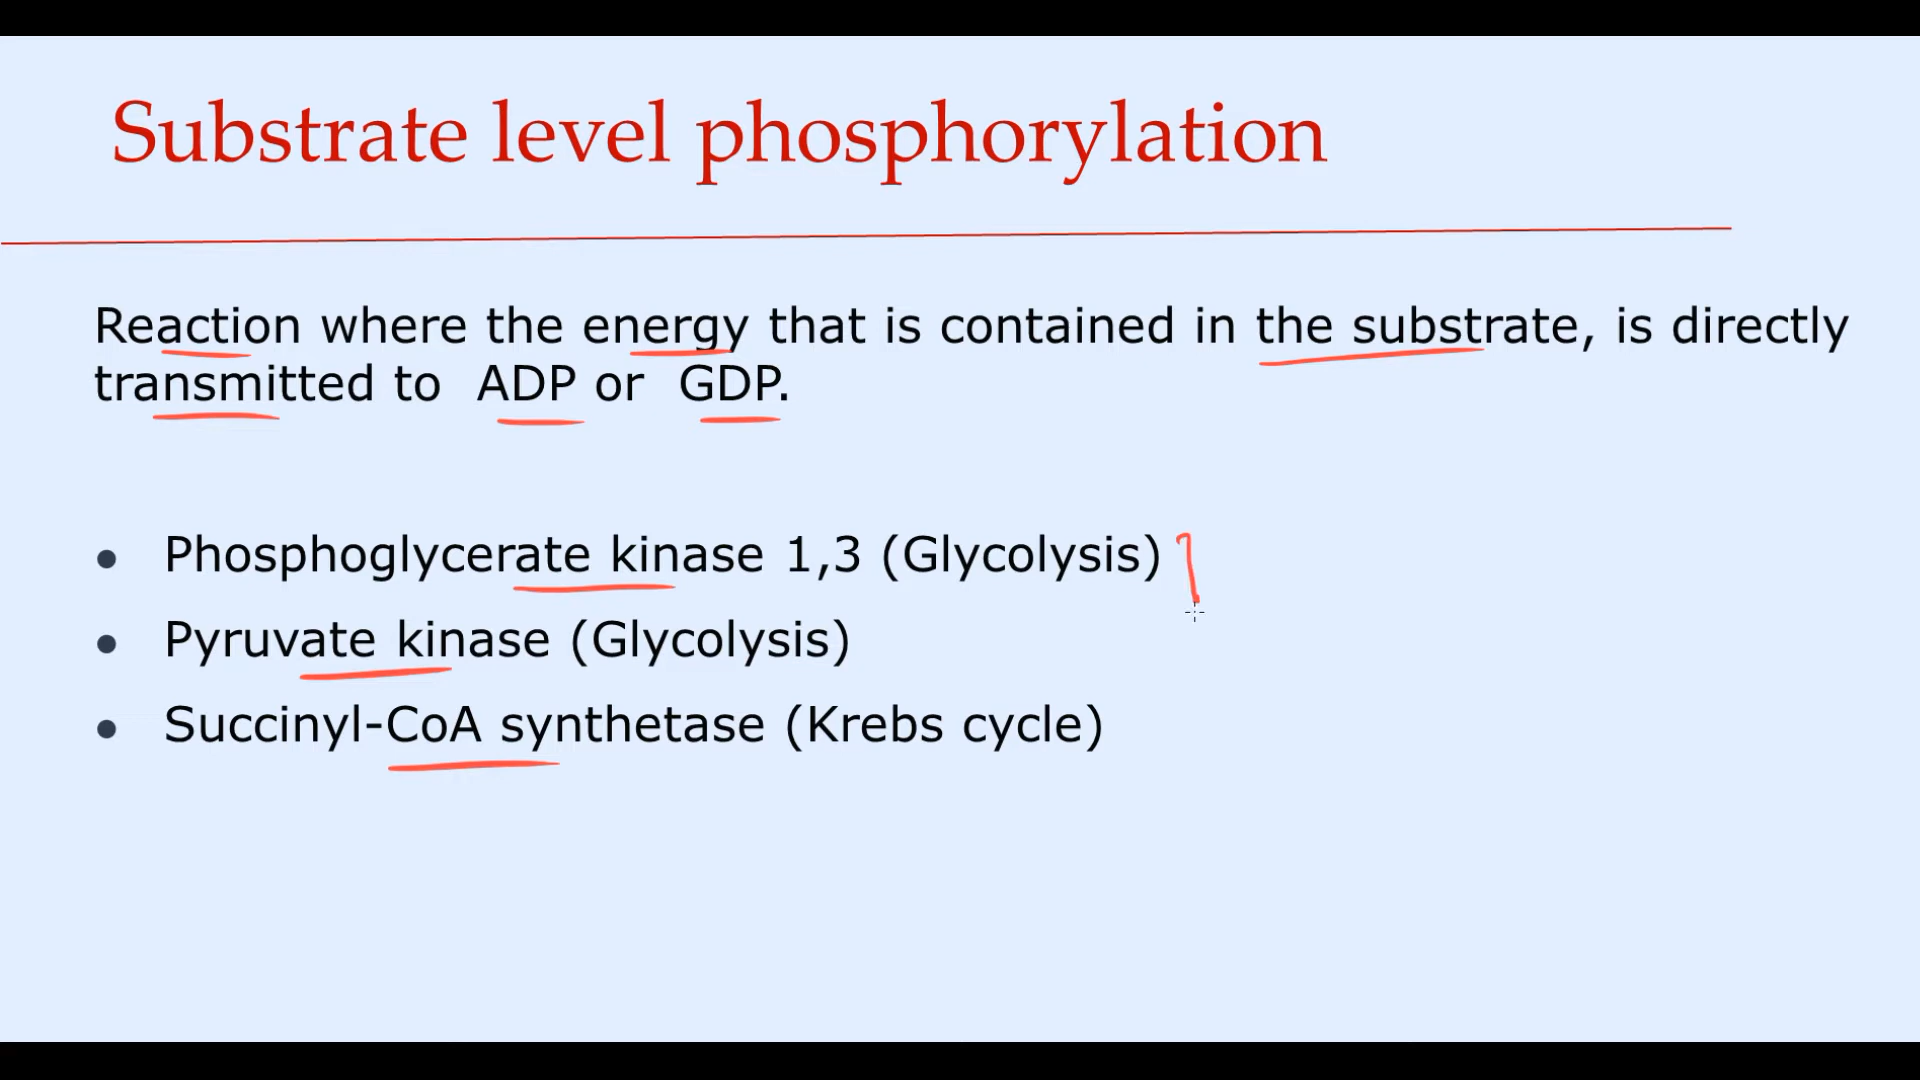 Substrate level phosphorylation
Reaction where the energy that is contained in the substrate, is directly
transmitted to ADP or GDP.
● Phosphoglycerate kinase 1,3 (Glycolysis)
● Pyruvate kinase (Glycolysis)
● Succinyl-CoA synthetase (Krebs cycle)